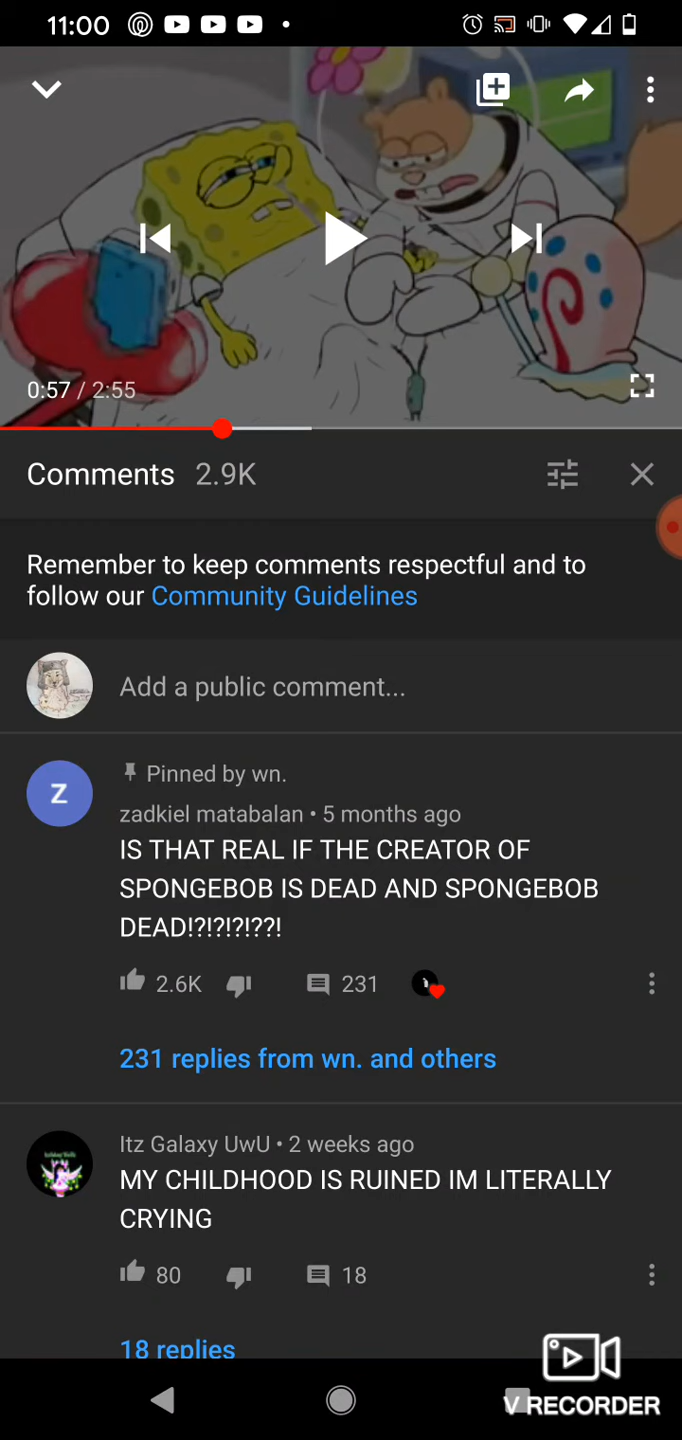 11:00
0:57 / 2:55
Comments 2.9K
Remember to keep comments respectful and to
follow our Community Guidelines
Add a public comment...
Z
Pinned by wn.
zadkiel matabalan • 5 months ago
IS THAT REAL IF THE CREATOR OF
SPONGEBOB IS DEAD AND SPONGEBOB
DEAD!?!?!?!??!
2.6K 231
231 replies from wn. and others
Itz Galaxy UwU • 2 weeks ago
MY CHILDHOOD IS RUINED IM LITERALLY
CRYING
80 18
18 replies
V RECORDER